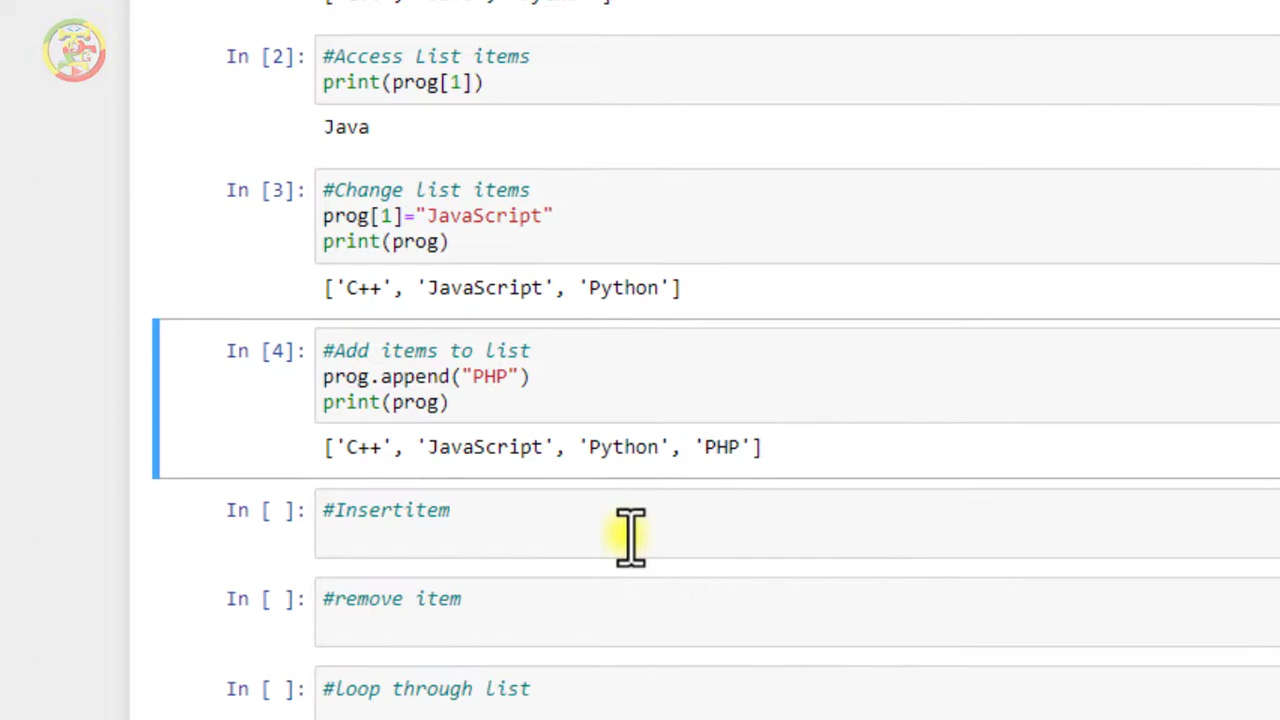 In [2]:
#Access List items
print(prog[1])
Java
In [3]:
#Change list items
prog[1]="JavaScript"
print(prog)
['C++', 'JavaScript', 'Python']
In [4]:
#Add items to list
prog.append("PHP")
print(prog)
['C++', 'JavaScript', 'Python', 'PHP']
In [ ]:
#Insertitem
In [ ]:
#remove item
In [ ]:
#loop through list